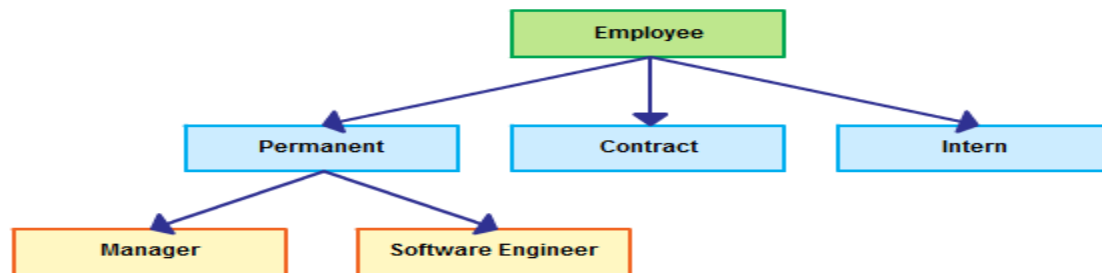 Employee
Permanent
Contract
Intern
Manager
Software Engineer